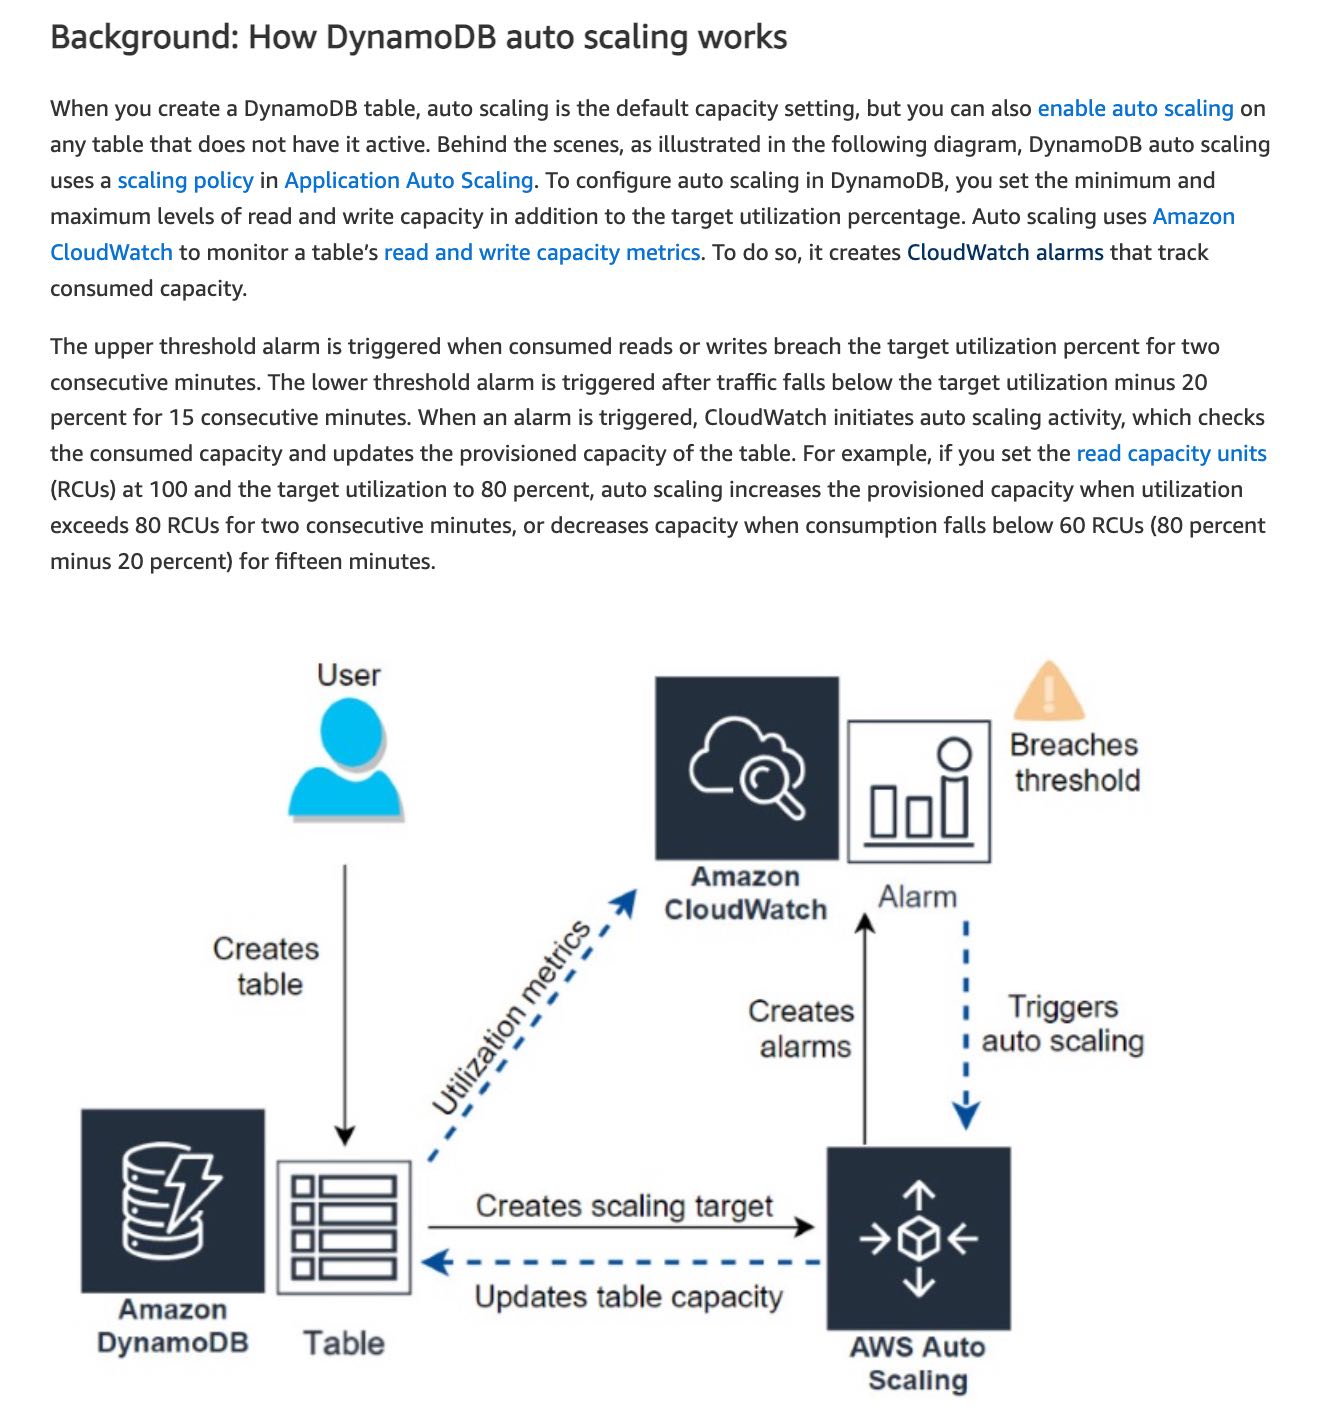 Background: How DynamoDB auto scaling works
When you create a DynamoDB table, auto scaling is the default capacity setting, but you can also enable auto scaling on
any table that does not have it active. Behind the scenes, as illustrated in the following diagram, DynamoDB auto scaling
uses a scaling policy in Application Auto Scaling. To configure auto scaling in DynamoDB, you set the minimum and
maximum levels of read and write capacity in addition to the target utilization percentage. Auto scaling uses Amazon
CloudWatch to monitor a table’s read and write capacity metrics. To do so, it creates CloudWatch alarms that track
consumed capacity.
The upper threshold alarm is triggered when consumed reads or writes breach the target utilization percent for two
consecutive minutes. The lower threshold alarm is triggered after traffic falls below the target utilization minus 20
percent for 15 consecutive minutes. When an alarm is triggered, CloudWatch initiates auto scaling activity, which checks
the consumed capacity and updates the provisioned capacity of the table. For example, if you set the read capacity units
(RCUs) at 100 and the target utilization to 80 percent, auto scaling increases the provisioned capacity when utilization
exceeds 80 RCUs for two consecutive minutes, or decreases capacity when consumption falls below 60 RCUs (80 percent
minus 20 percent) for fifteen minutes.
User
Breaches
threshold
Amazon
CloudWatch
Alarm
Creates
table
Utilization metrics
Creates
alarms
Triggers
auto scaling
Creates scaling target
Updates table capacity
Amazon
DynamoDB
Table
AWS Auto
Scaling